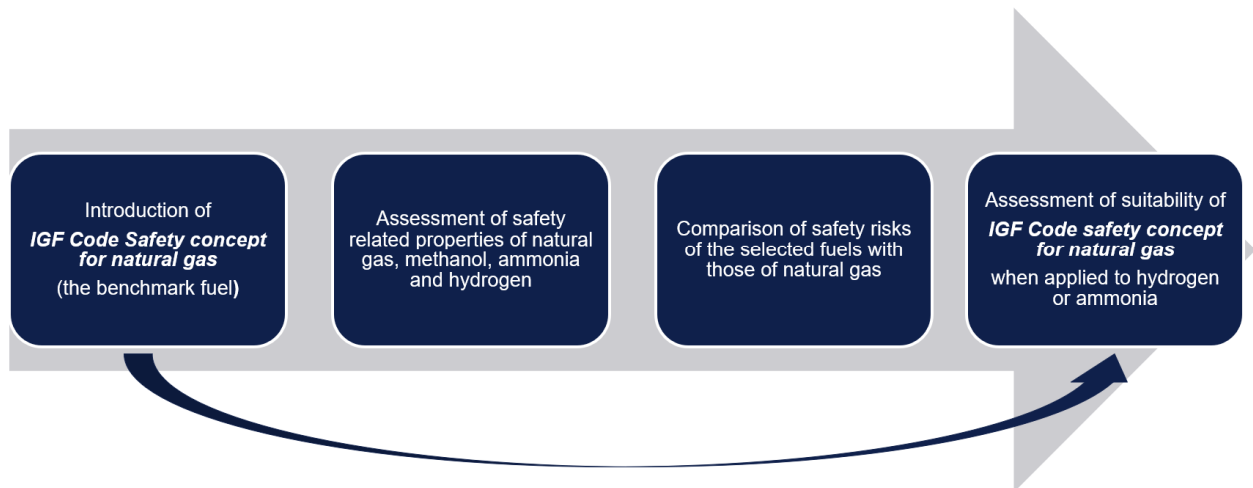 Introduction of
IGF Code Safety concept
for natural gas
(the benchmark fuel)
Assessment of safety
related properties of natural
gas, methanol, ammonia
and hydrogen
Comparison of safety risks
of the selected fuels with
those of natural gas
Assessment of suitability of
IGF Code safety concept
for natural gas
when applied to hydrogen
or ammonia